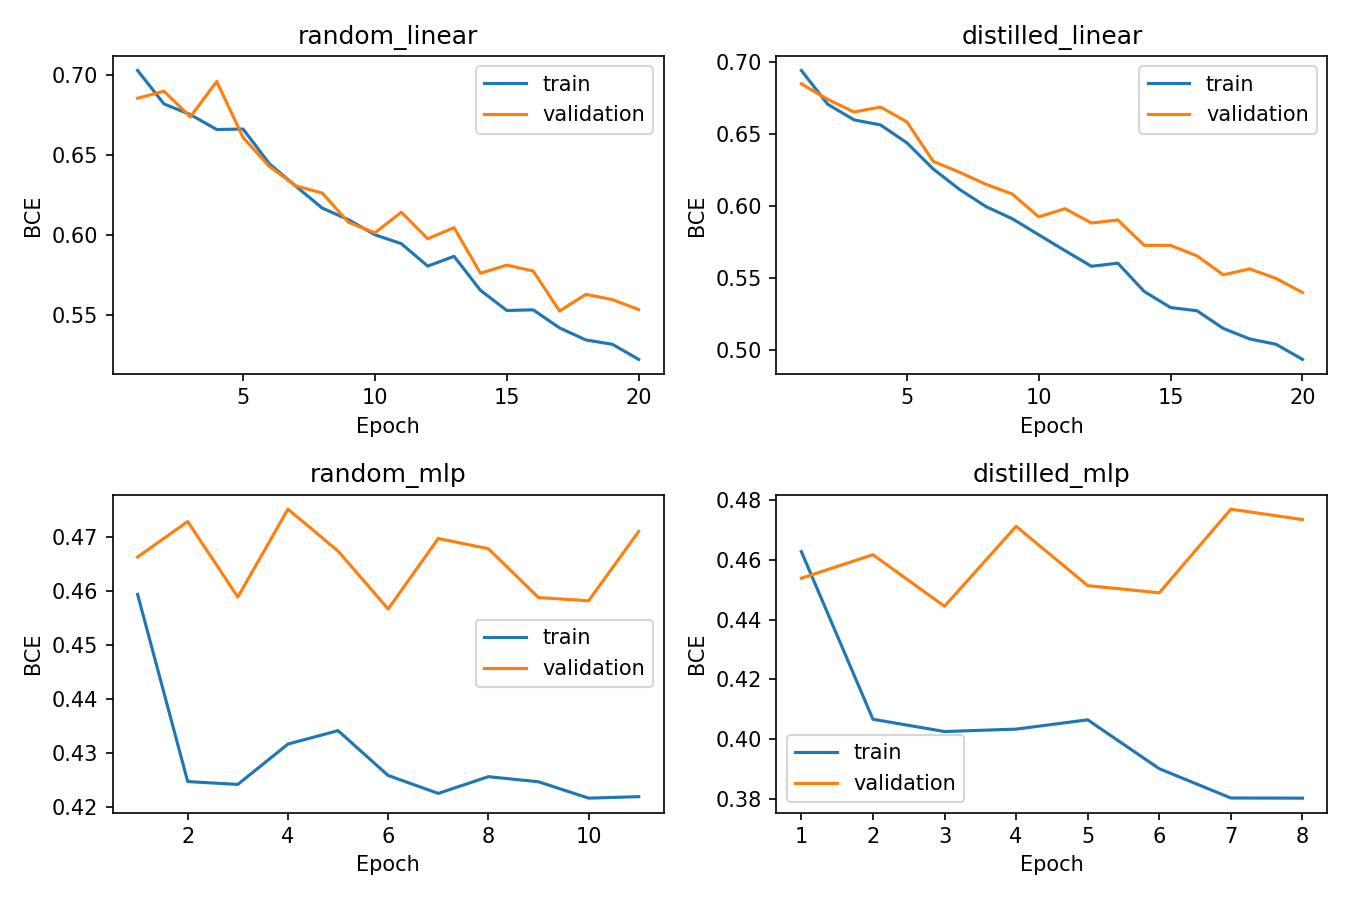 random_linear
0.70
0.65
0.60
0.55
BCE
train
validation
5
10
15
20
Epoch
distilled_linear
0.70
0.65
0.60
0.55
0.50
BCE
train
validation
5
10
15
20
Epoch
random_mlp
0.47
0.46
0.45
0.44
0.43
0.42
BCE
train
validation
2
4
6
8
10
Epoch
distilled_mlp
0.48
0.46
0.44
0.42
0.40
0.38
BCE
train
validation
1
2
3
4
5
6
7
8
Epoch